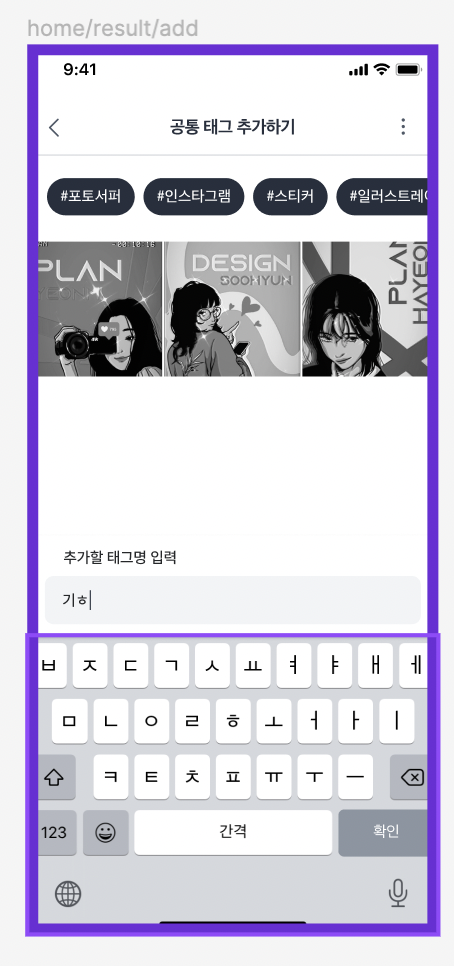 home/result/add
9:41
공통 태그 추가하기
#포토서퍼 #인스타그램 #스티커 #일러스트레이
PLAN DESIGN PLAN
SOONYUN HAYEO
추가할 태그명 입력
기ㅎ
ㅂ ㅈ ㄷ ㄱ ㅅ ㅛ ㅕ ㅑ ㅐ ㅔ
ㅁ ㄴ ㅇ ㄹ ㅎ ㅗ ㅓ ㅏ ㅣ
ㅋ ㅌ ㅊ ㅍ ㅠ ㅜ ㅡ
123 간격 확인